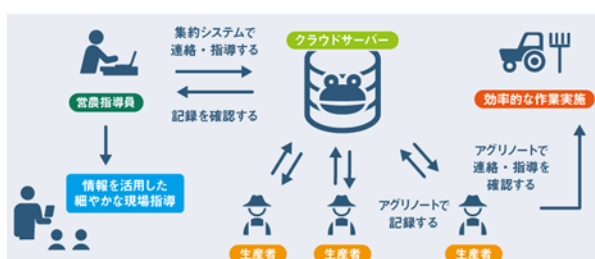 集約システムで
連絡・指導する
クラウドサーバー
営農指導員
記録を確認する
効率的な作業実施
アグリノートで
連絡・指導を
確認する
情報を活用した
細やかな現場指導
アグリノートで
記録する
生産者
生産者
生産者